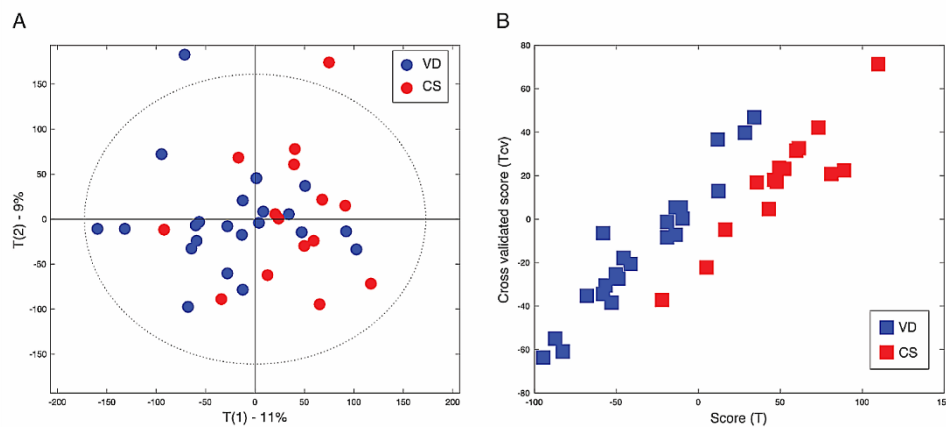 A
B
VD
CS
T(2) - 9%
150
100
50
0
-50
-100
-150
-200 -150 -100 -50 0 50 100 150 200
T(1) - 11%
Cross validated score (Tcv)
80
60
40
20
0
-20
-40
-60
-80
VD
CS
-100 -50 0 50 100 150
Score (T)